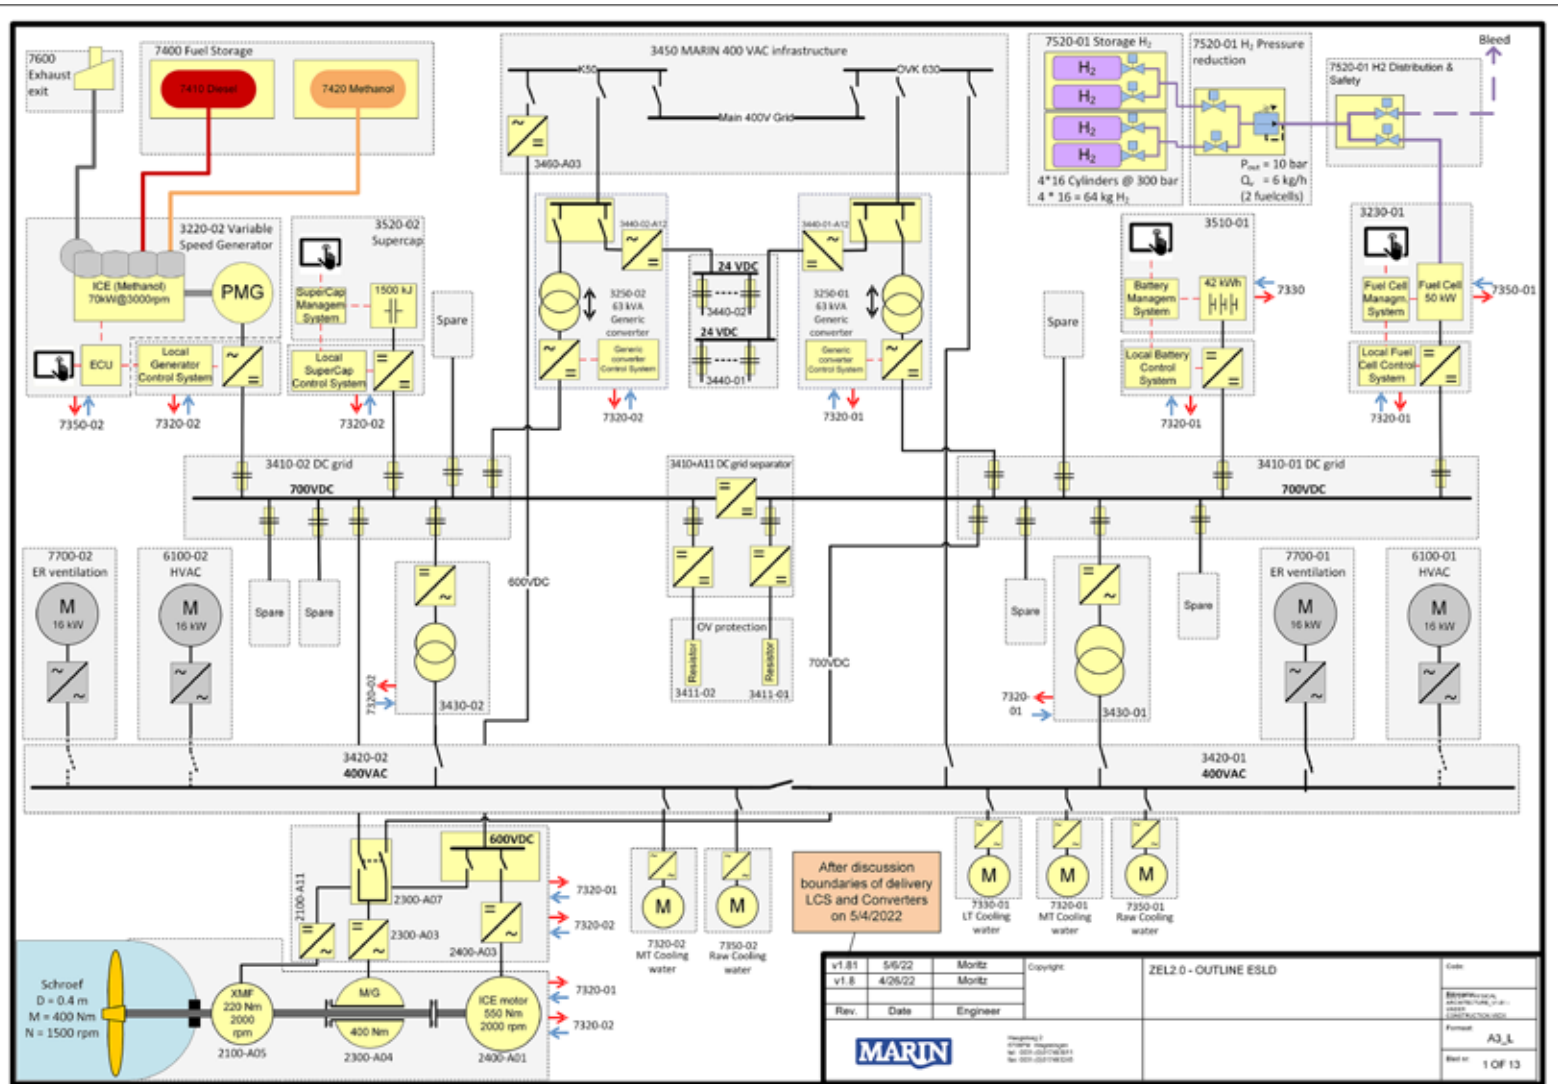 7600
Exhaust
exit
7400 Fuel Storage
7410 Diesel
7420 Methanol
3450 MARIN 400 VAC infrastructure
K50
OVK 630
Main 400V Grid
3460-A03
7520-01 Storage H₂
H₂
H₂
H₂
H₂
4*16 Cylinders @ 300 bar
4 * 16 = 64 kg H₂
7520-01 H₂ Pressure
reduction
Pout = 10 bar
Qv = 6 kg/h
(2 fuelcells)
7520-01 H2 Distribution &
Safety
Bleed
3220-02 Variable
Speed Generator
ICE (Methanol)
70kW@3000rpm
PMG
ECU
Local
Generator
Control System
7350-02
7320-02
3520-02
Supercap
SuperCap
Managem
System
1500 kJ
Local
SuperCap
Control System
7320-02
Spare
3440-02-A12
3250-02
63 kVA
Generic
converter
Generic
converter
Control System
7320-02
24 VDC
3440-02
24 VDC
3440-01
3440-01-A12
3250-01
63 kVA
Generic
converter
Generic
converter
Control System
7320-01
Spare
3510-01
Battery
Managem
System
42 kWh
7330
Local Battery
Control
System
7320-01
3230-01
Fuel Cell
Managm.
System
Fuel Cell
50 kW
7350-01
Local Fuel
Cell Control
System
7320-01
3410-02 DC grid
700VDC
3410+A11 DC grid separator
3410-01 DC grid
700VDC
7700-02
ER ventilation
M
16 kW
6100-02
HVAC
M
16 kW
Spare
Spare
7320-02
3430-02
600VDC
OV protection
Resistor
3411-02
Resistor
3411-01
700VDC
Spare
7320-
01
3430-01
Spare
7700-01
ER ventilation
M
16 kW
6100-01
HVAC
M
16 kW
3420-02
400VAC
3420-01
400VAC
600VDC
2100-A11
2300-A07
2300-A03
2400-A03
7320-01
7320-02
M
7320-02
MT Cooling
water
M
7350-02
Raw Cooling
water
After discussion
boundaries of delivery
LCS and Converters
on 5/4/2022
M
7330-01
LT Cooling
water
M
7320-01
MT Cooling
water
M
7350-01
Raw Cooling
water
Schroef
D = 0.4 m
M = 400 Nm
N = 1500 rpm
XMF
220 Nm
2000
rpm
2100-A05
M/G
400 Nm
2300-A04
ICE motor
550 Nm
2000 rpm
2400-A01
7320-01
7320-02
v1.81 5/6/22 Moritz
v1.8 4/26/22 Moritz
Rev. Date Engineer
Copyright:
ZEL2.0 - OUTLINE ESLD
Code:
MARIN
Formaat:
A3_L
Blad nr:
1 OF 13